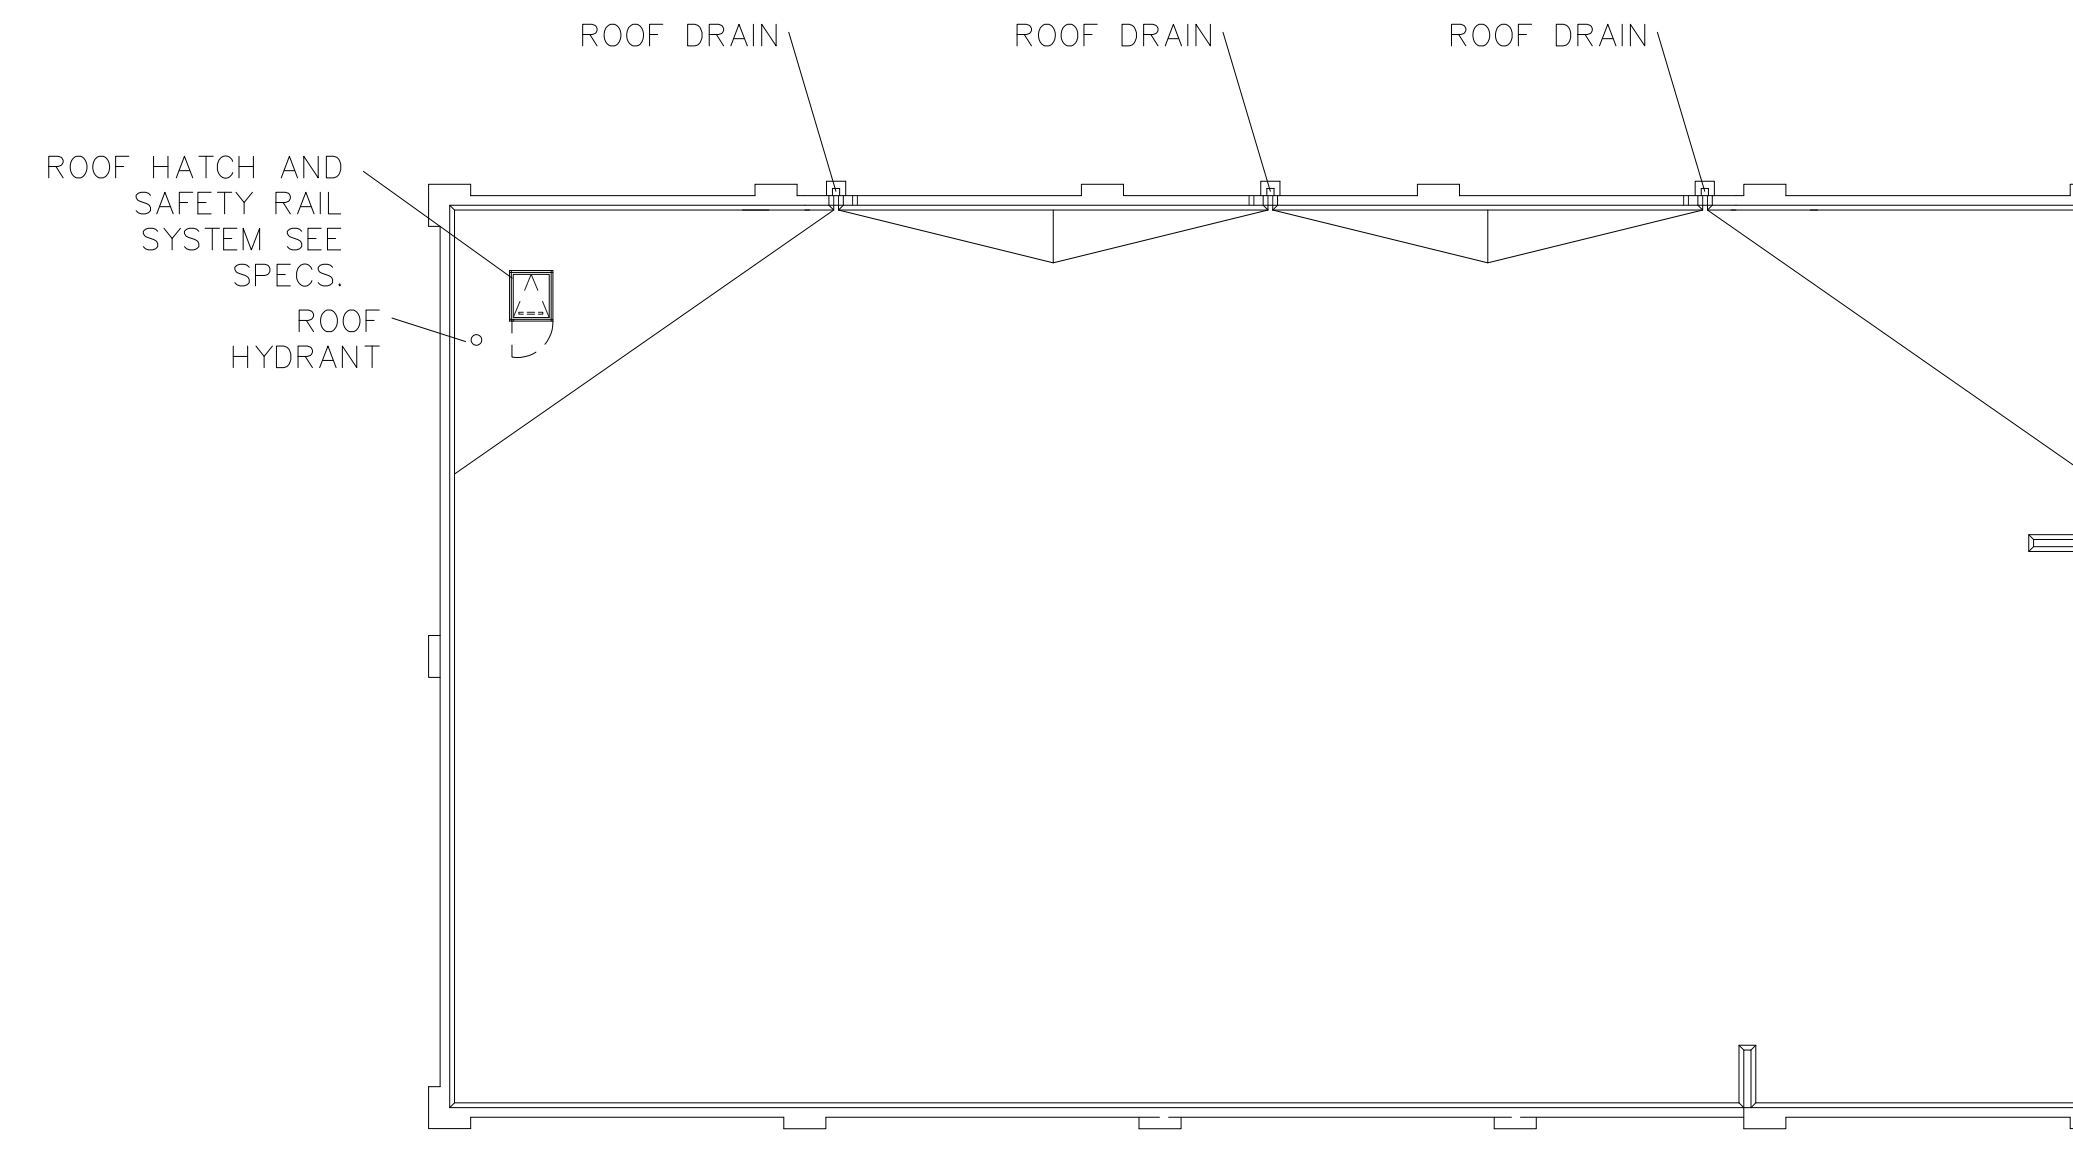 ROOF DRAIN
ROOF DRAIN
ROOF DRAIN
ROOF HATCH AND
SAFETY RAIL
SYSTEM SEE
SPECS.
ROOF
HYDRANT